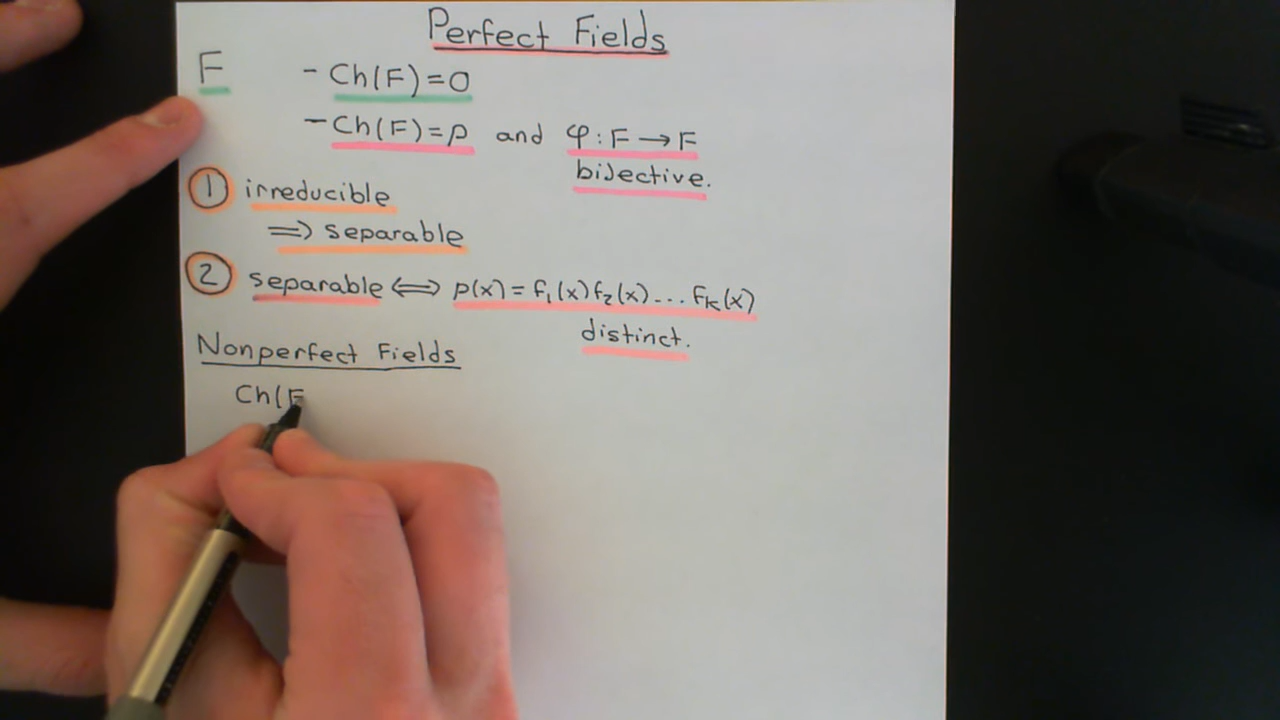 Perfect Fields
F - Ch(F)=0
- Ch(F)=p and φ:F→F
bijective.
① irreducible
⟹ separable
② separable ⟺ p(x)=f₁(x)f₂(x)...fₖ(x)
distinct.
Nonperfect Fields
Ch(F